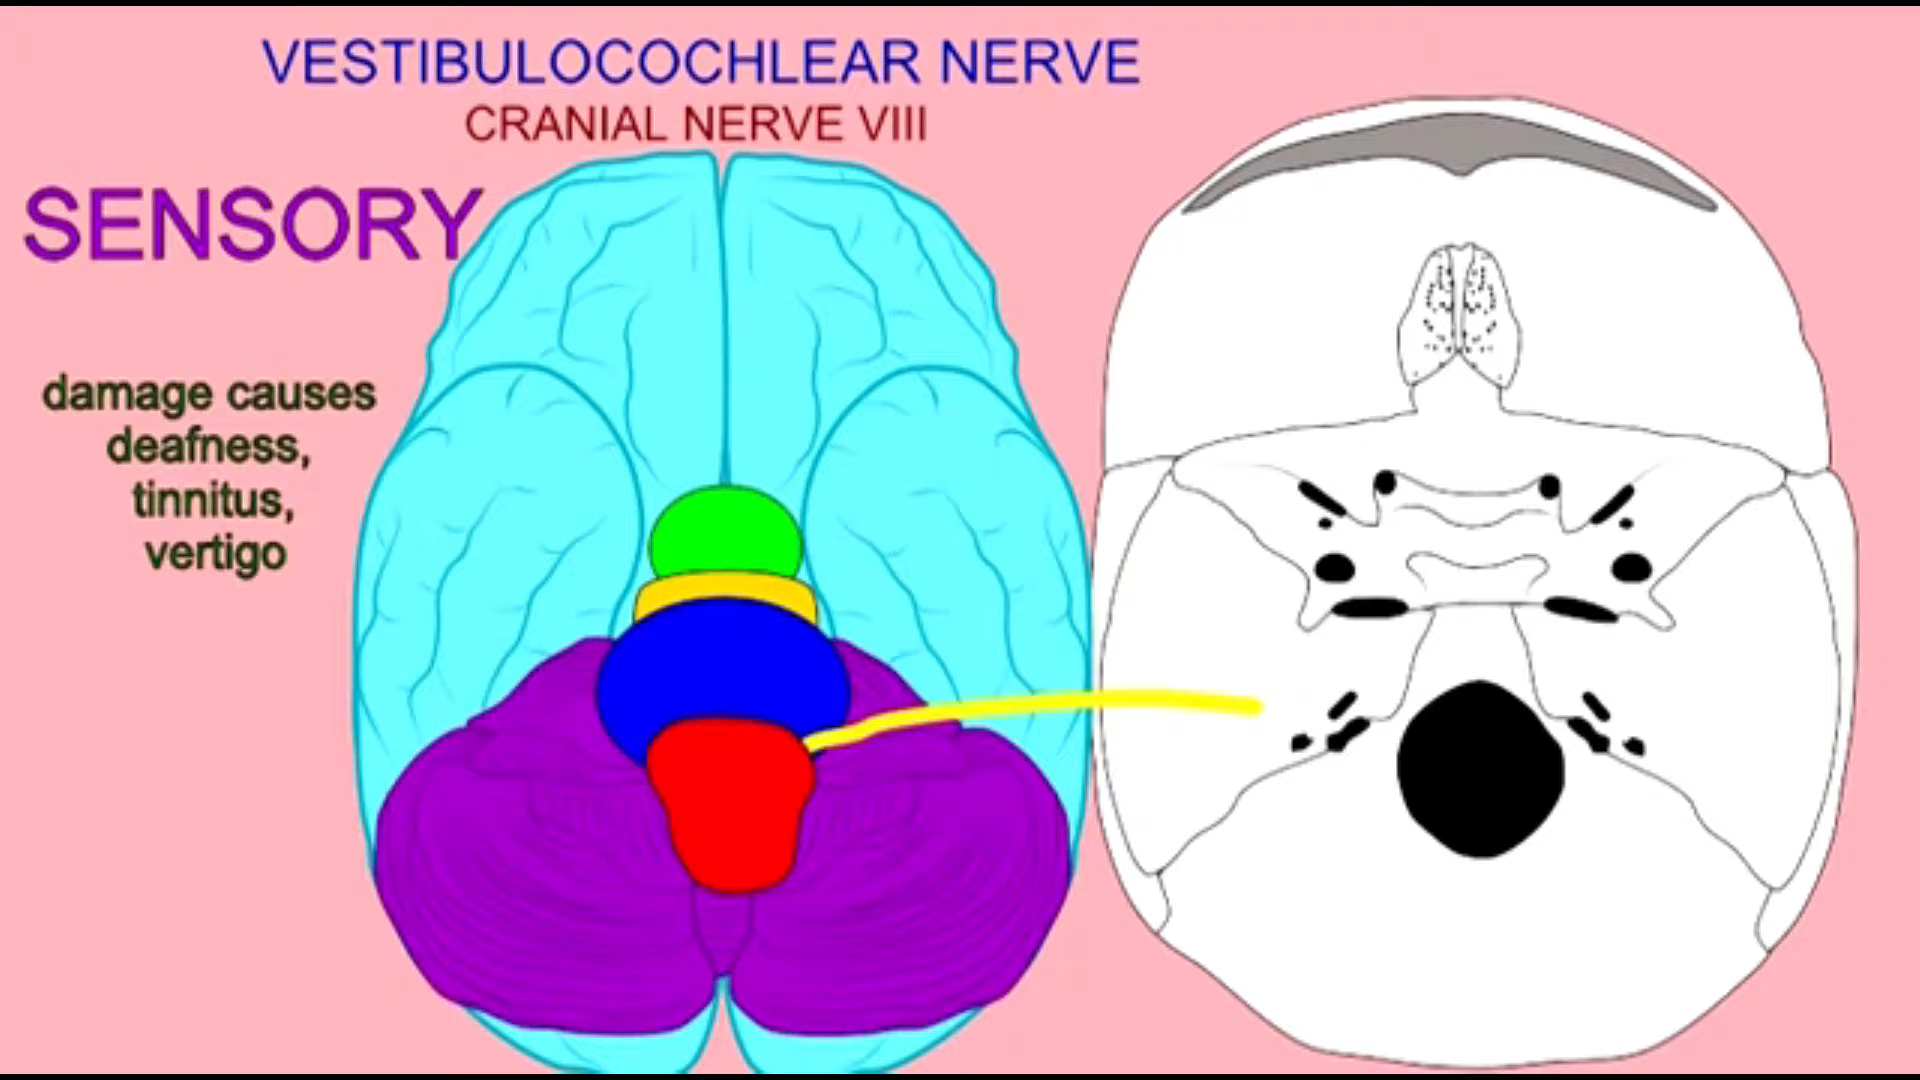 VESTIBULOCOCHLEAR NERVE
CRANIAL NERVE VIII
SENSORY
damage causes
deafness,
tinnitus,
vertigo